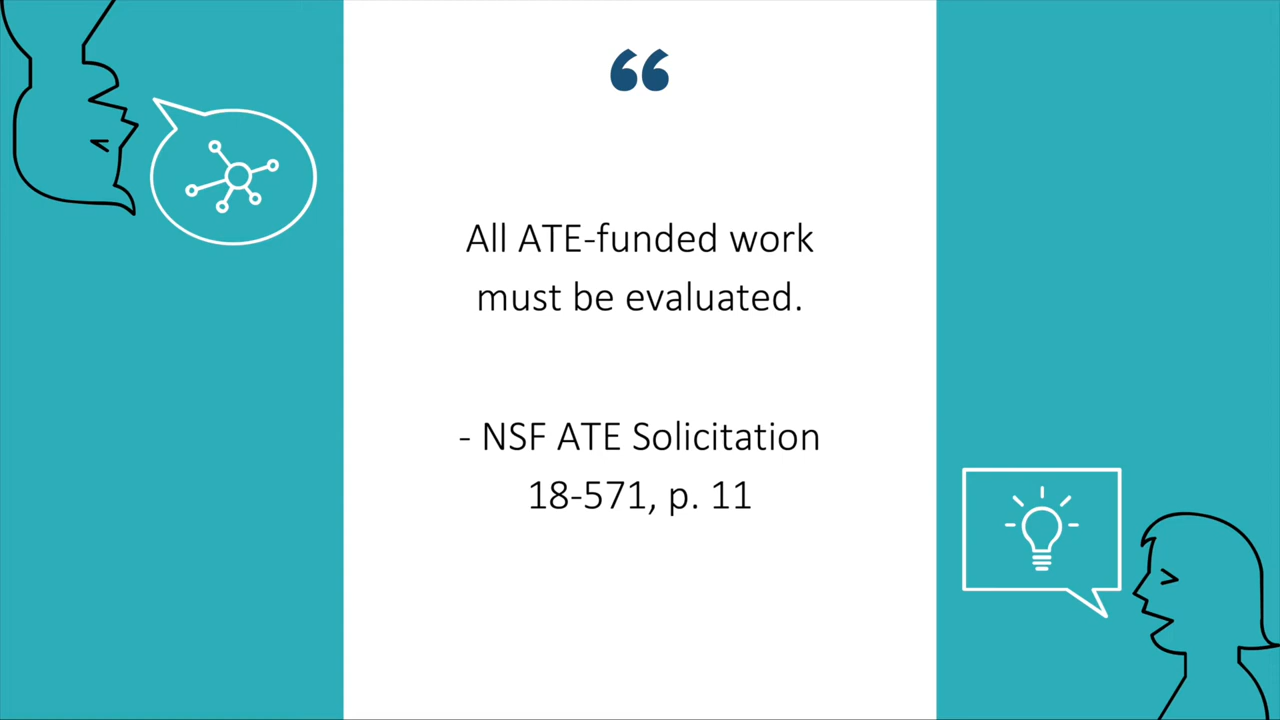 “
All ATE-funded work
must be evaluated.
- NSF ATE Solicitation
18-571, p. 11